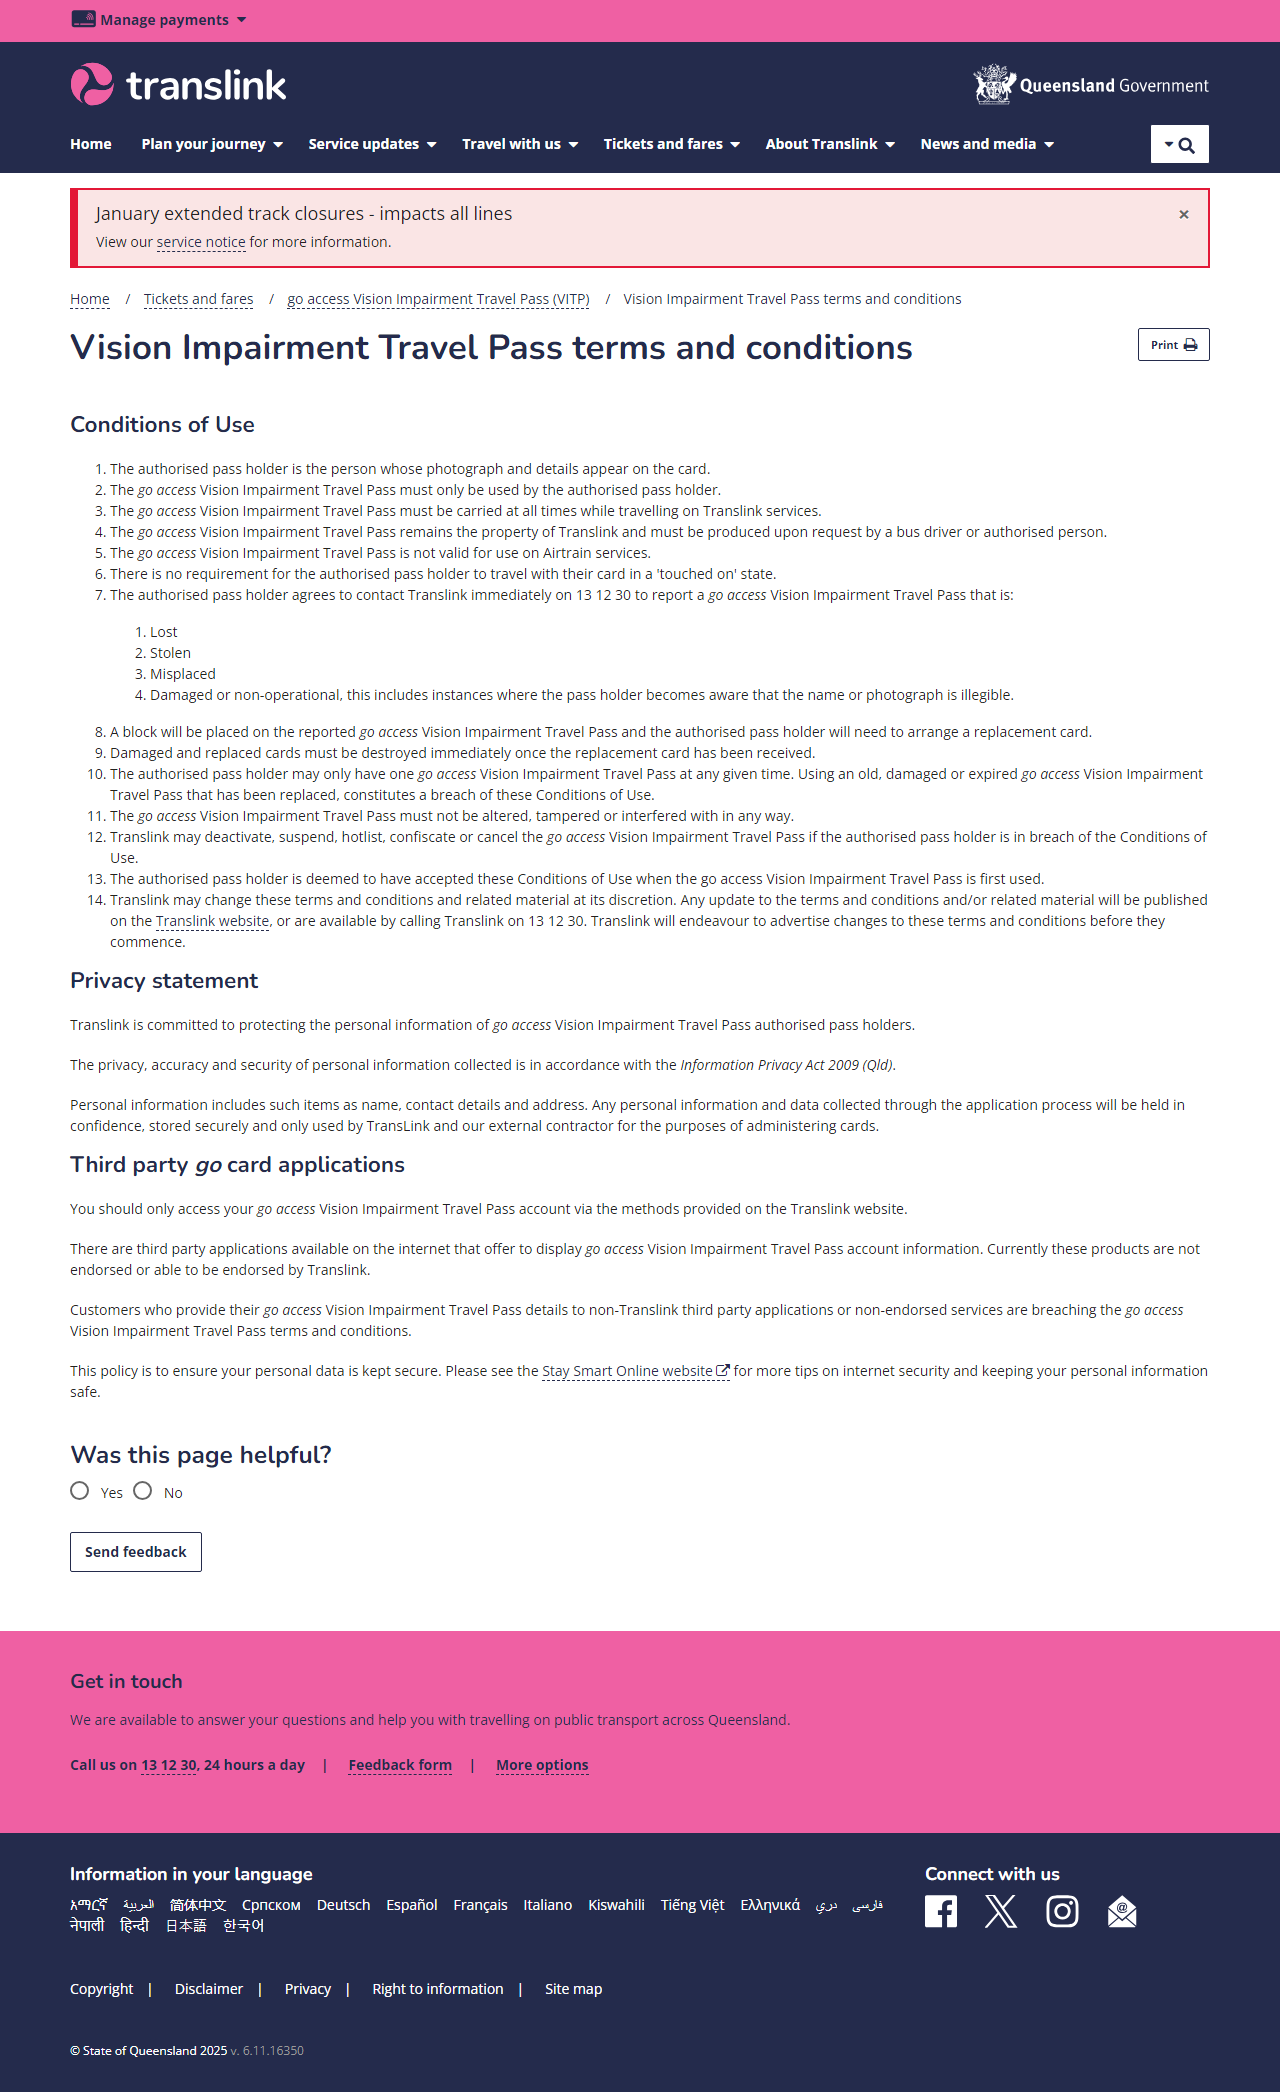 Manage payments
translink
Queensland Government
Home Plan your journey Service updates Travel with us Tickets and fares About Translink News and media
January extended track closures - impacts all lines ×
View our service notice for more information.
Home / Tickets and fares / go access Vision Impairment Travel Pass (VITP) / Vision Impairment Travel Pass terms and conditions
Vision Impairment Travel Pass terms and conditions
Print
Conditions of Use
1. The authorised pass holder is the person whose photograph and details appear on the card.
2. The go access Vision Impairment Travel Pass must only be used by the authorised pass holder.
3. The go access Vision Impairment Travel Pass must be carried at all times while travelling on Translink services.
4. The go access Vision Impairment Travel Pass remains the property of Translink and must be produced upon request by a bus driver or authorised person.
5. The go access Vision Impairment Travel Pass is not valid for use on Airtrain services.
6. There is no requirement for the authorised pass holder to travel with their card in a 'touched on' state.
7. The authorised pass holder agrees to contact Translink immediately on 13 12 30 to report a go access Vision Impairment Travel Pass that is:
1. Lost
2. Stolen
3. Misplaced
4. Damaged or non-operational, this includes instances where the pass holder becomes aware that the name or photograph is illegible.
8. A block will be placed on the reported go access Vision Impairment Travel Pass and the authorised pass holder will need to arrange a replacement card.
9. Damaged and replaced cards must be destroyed immediately once the replacement card has been received.
10. The authorised pass holder may only have one go access Vision Impairment Travel Pass at any given time. Using an old, damaged or expired go access Vision Impairment
Travel Pass that has been replaced, constitutes a breach of these Conditions of Use.
11. The go access Vision Impairment Travel Pass must not be altered, tampered or interfered with in any way.
12. Translink may deactivate, suspend, hotlist, confiscate or cancel the go access Vision Impairment Travel Pass if the authorised pass holder is in breach of the Conditions of
Use.
13. The authorised pass holder is deemed to have accepted these Conditions of Use when the go access Vision Impairment Travel Pass is first used.
14. Translink may change these terms and conditions and related material at its discretion. Any update to the terms and conditions and/or related material will be published
on the Translink website, or are available by calling Translink on 13 12 30. Translink will endeavour to advertise changes to these terms and conditions before they
commence.
Privacy statement
Translink is committed to protecting the personal information of go access Vision Impairment Travel Pass authorised pass holders.
The privacy, accuracy and security of personal information collected is in accordance with the Information Privacy Act 2009 (Qld).
Personal information includes such items as name, contact details and address. Any personal information and data collected through the application process will be held in
confidence, stored securely and only used by TransLink and our external contractor for the purposes of administering cards.
Third party go card applications
You should only access your go access Vision Impairment Travel Pass account via the methods provided on the Translink website.
There are third party applications available on the internet that offer to display go access Vision Impairment Travel Pass account information. Currently these products are not
endorsed or able to be endorsed by Translink.
Customers who provide their go access Vision Impairment Travel Pass details to non-Translink third party applications or non-endorsed services are breaching the go access
Vision Impairment Travel Pass terms and conditions.
This policy is to ensure your personal data is kept secure. Please see the Stay Smart Online website for more tips on internet security and keeping your personal information
safe.
Was this page helpful?
Yes No
Send feedback
Get in touch
We are available to answer your questions and help you with travelling on public transport across Queensland.
Call us on 13 12 30, 24 hours a day | Feedback form | More options
Information in your language
አማርኛ العربية 简体中文 Српском Deutsch Español Français Italiano Kiswahili Tiếng Việt Ελληνικά دري فارسی
नेपाली हिन्दी 日本語 한국어
Connect with us
Copyright | Disclaimer | Privacy | Right to information | Site map
© State of Queensland 2025 v. 6.11.16350